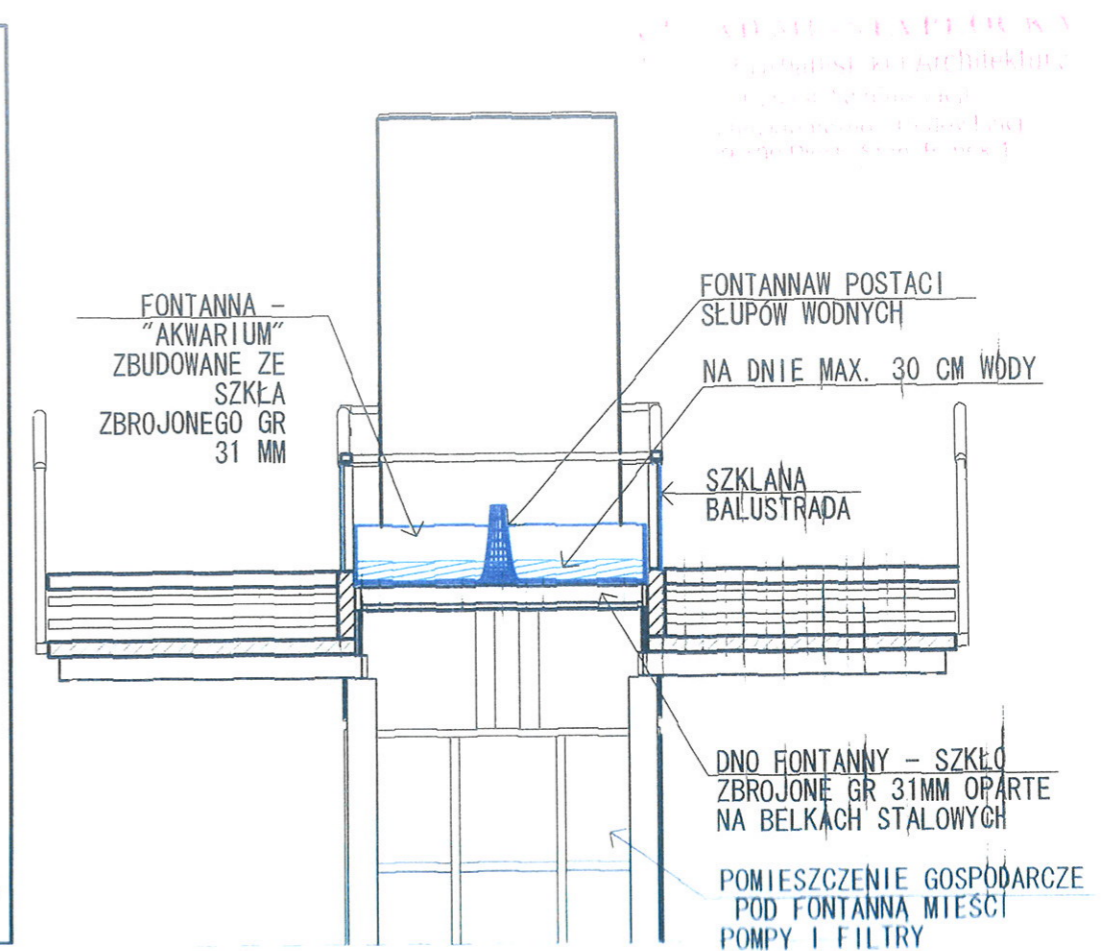 FONTANNA –
"AKWARIUM"
ZBUDOWANE ZE
SZKŁA
ZBROJONEGO GR
31 MM
FONTANNAW POSTACI
SŁUPÓW WODNYCH
NA DNIE MAX. 30 CM WODY
SZKLANA
BALUSTRADA
DNO FONTANNY – SZKŁO
ZBROJONE GR 31MM OPARTE
NA BELKACH STALOWYCH
POMIESZCZENIE GOSPODARCZE
POD FONTANNĄ MIEŚCI
POMPY I FILTRY